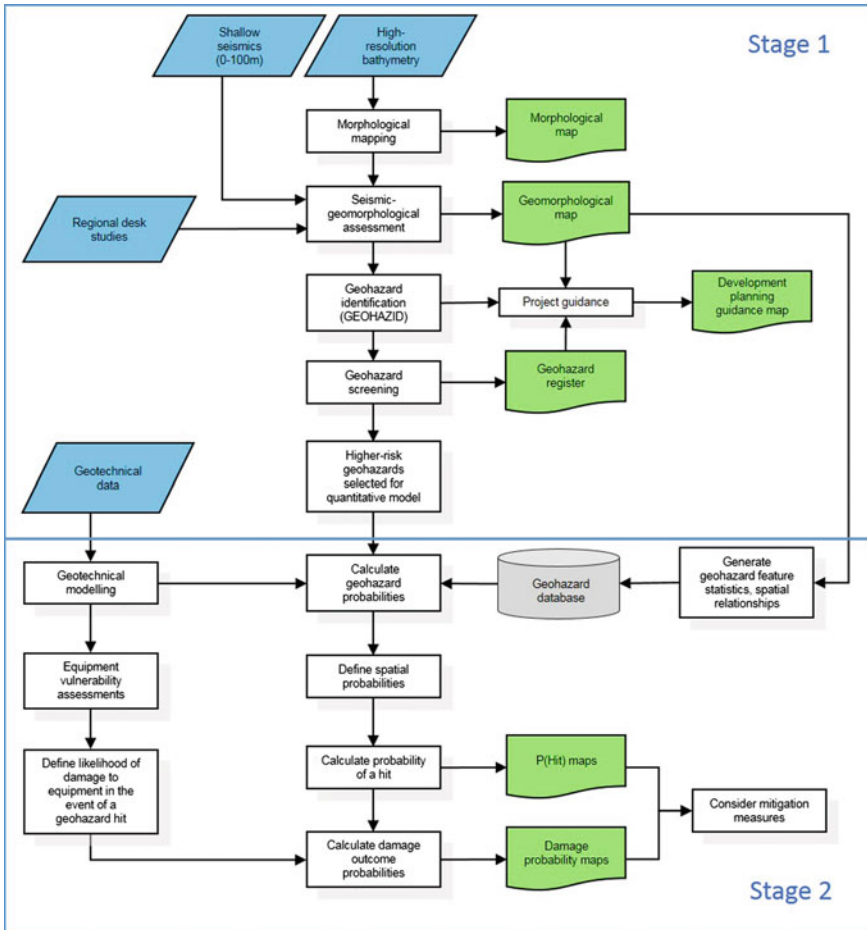 Shallow
seismics
(0-100m)
High-
resolution
bathymetry
Stage 1
Morphological
mapping
Morphological
map
Regional desk
studies
Seismic-
geomorphological
assessment
Geomorphological
map
Geohazard
identification
(GEOHAZID)
Project guidance
Development
planning
guidance map
Geohazard
screening
Geohazard
register
Geotechnical
data
Higher-risk
geohazards
selected for
quantitative model
Geotechnical
modelling
Calculate
geohazard
probabilities
Geohazard
database
Generate
geohazard feature
statistics, spatial
relationships
Equipment
vulnerability
assessments
Define spatial
probabilities
Define likelihood of
damage to
equipment in the
event of a
geohazard hit
Calculate probability
of a hit
P(Hit) maps
Consider mitigation
measures
Calculate damage
outcome
probabilities
Damage
probability maps
Stage 2